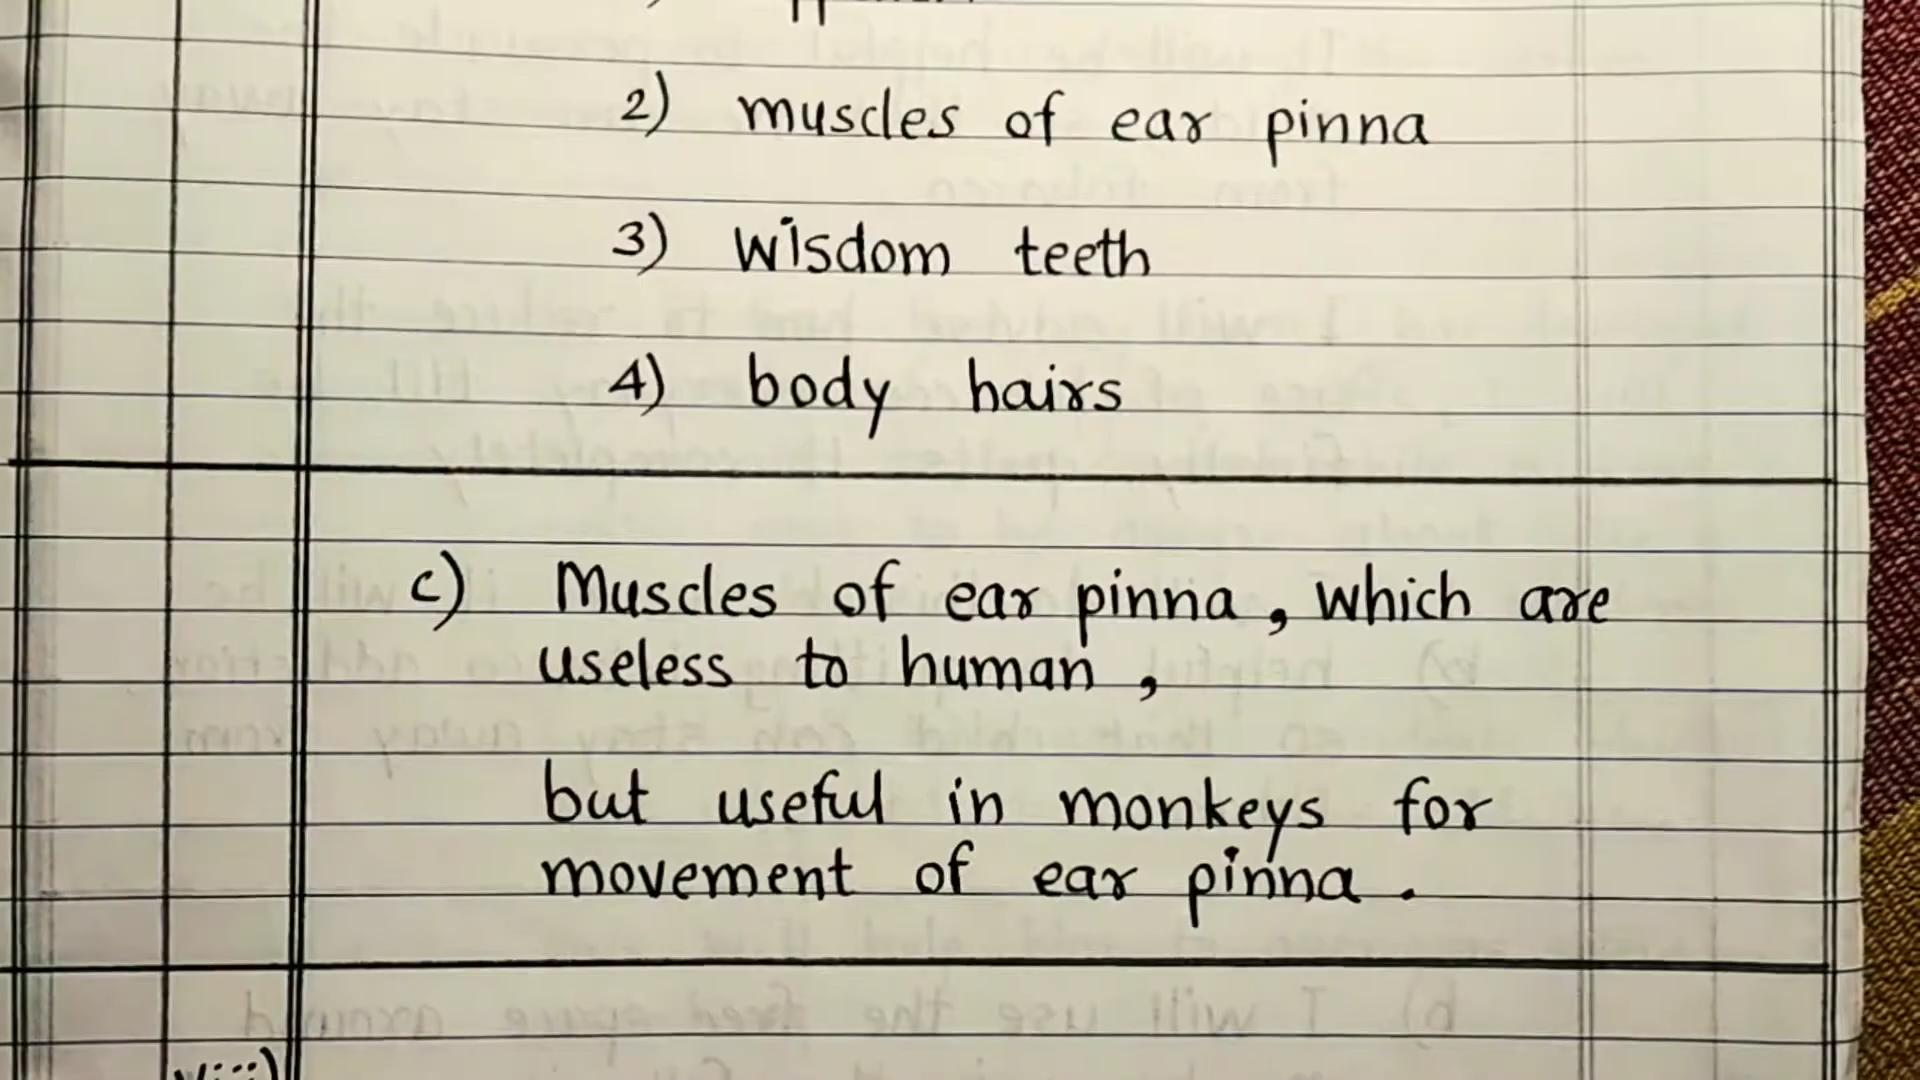 2) muscles of ear pinna
3) wisdom teeth
4) body hairs
c) Muscles of ear pinna, which are
useless to human,
but useful in monkeys for
movement of ear pinna.
viii)